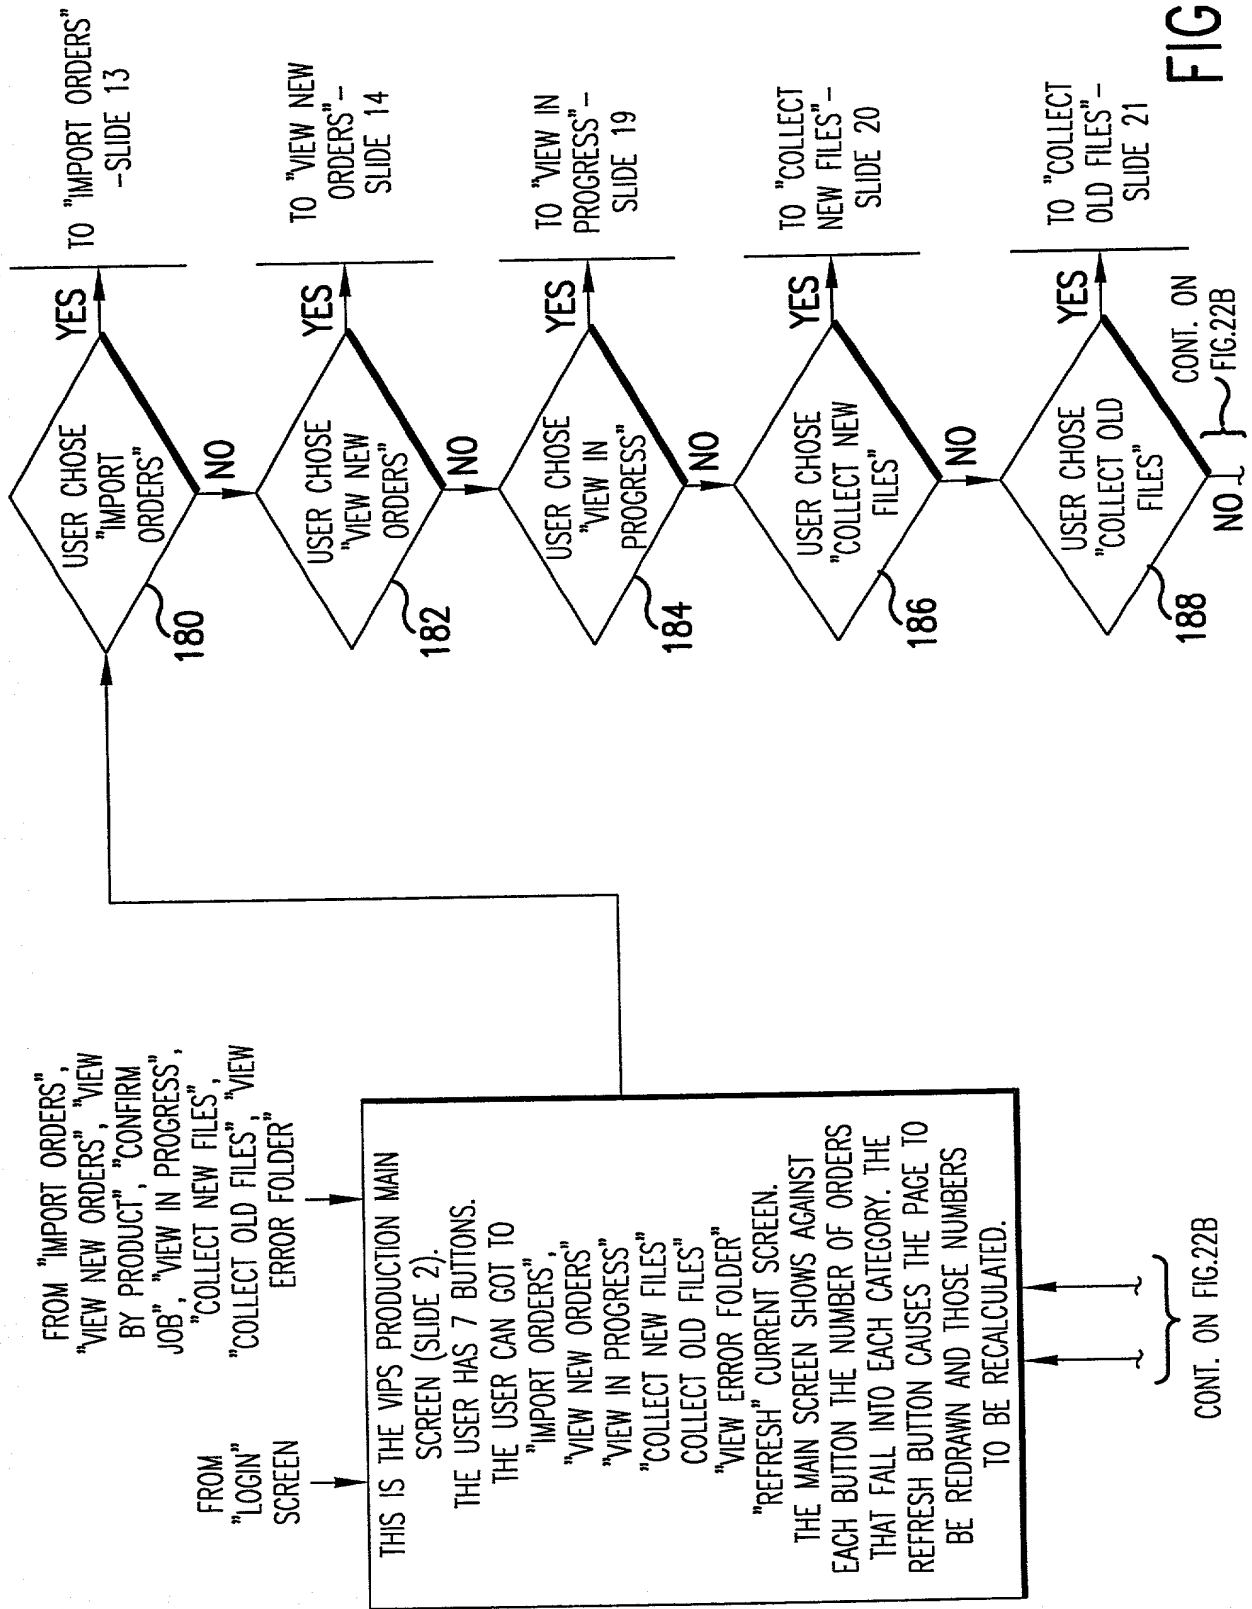 FROM "IMPORT ORDERS",
"VIEW NEW ORDERS", "VIEW
BY PRODUCT", "CONFIRM
JOB", "VIEW IN PROGRESS",
"COLLECT NEW FILES",
"COLLECT OLD FILES", "VIEW
ERROR FOLDER"
FROM
"LOGIN"
SCREEN
THIS IS THE VIPS PRODUCTION MAIN
SCREEN (SLIDE 2).
THE USER HAS 7 BUTTONS.
THE USER CAN GOT TO
"IMPORT ORDERS",
"VIEW NEW ORDERS"
"VIEW IN PROGRESS"
"COLLECT NEW FILES"
COLLECT OLD FILES"
"VIEW ERROR FOLDER"
"REFRESH" CURRENT SCREEN.
THE MAIN SCREEN SHOWS AGAINST
EACH BUTTON THE NUMBER OF ORDERS
THAT FALL INTO EACH CATEGORY. THE
REFRESH BUTTON CAUSES THE PAGE TO
BE REDRAWN AND THOSE NUMBERS
TO BE RECALCULATED.
CONT. ON FIG.22B
USER CHOSE
"IMPORT
ORDERS"
180
YES
TO "IMPORT ORDERS"
-SLIDE 13
NO
USER CHOSE
"VIEW NEW
ORDERS"
182
YES
TO "VIEW NEW
ORDERS"-
SLIDE 14
NO
USER CHOSE
"VIEW IN
PROGRESS"
184
YES
TO "VIEW IN
PROGRESS"-
SLIDE 19
NO
USER CHOSE
"COLLECT NEW
FILES"
186
YES
TO "COLLECT
NEW FILES"-
SLIDE 20
NO
USER CHOSE
"COLLECT OLD
FILES"
188
YES
TO "COLLECT
OLD FILES"-
SLIDE 21
NO
CONT. ON
FIG.22B
FIG